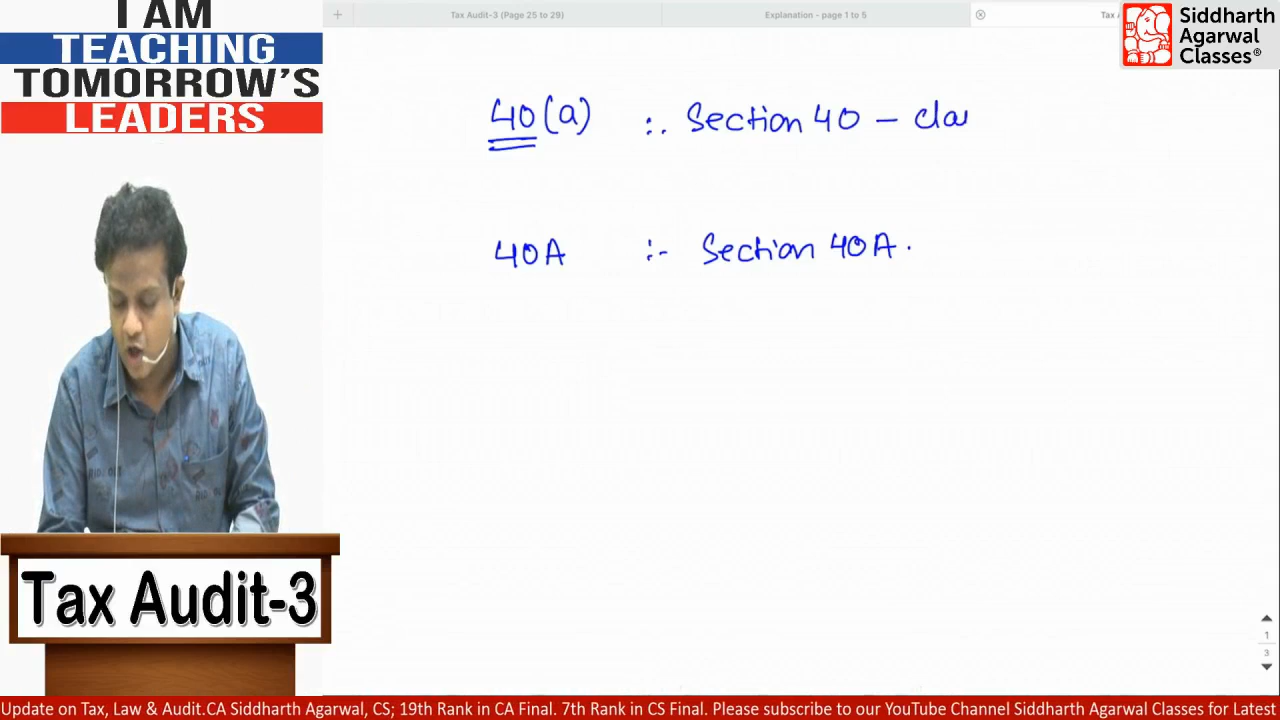 I AM
TEACHING
TOMORROW'S
LEADERS
Tax Audit-3 (Page 25 to 29)
Explanation - page 1 to 5
Siddharth
Agarwal
Classes®
40(a) :. Section 40 – cla
40A :- Section 40A.
Tax Audit-3
1
3
Update on Tax, Law & Audit.CA Siddharth Agarwal, CS; 19th Rank in CA Final. 7th Rank in CS Final. Please subscribe to our YouTube Channel Siddharth Agarwal Classes for Latest